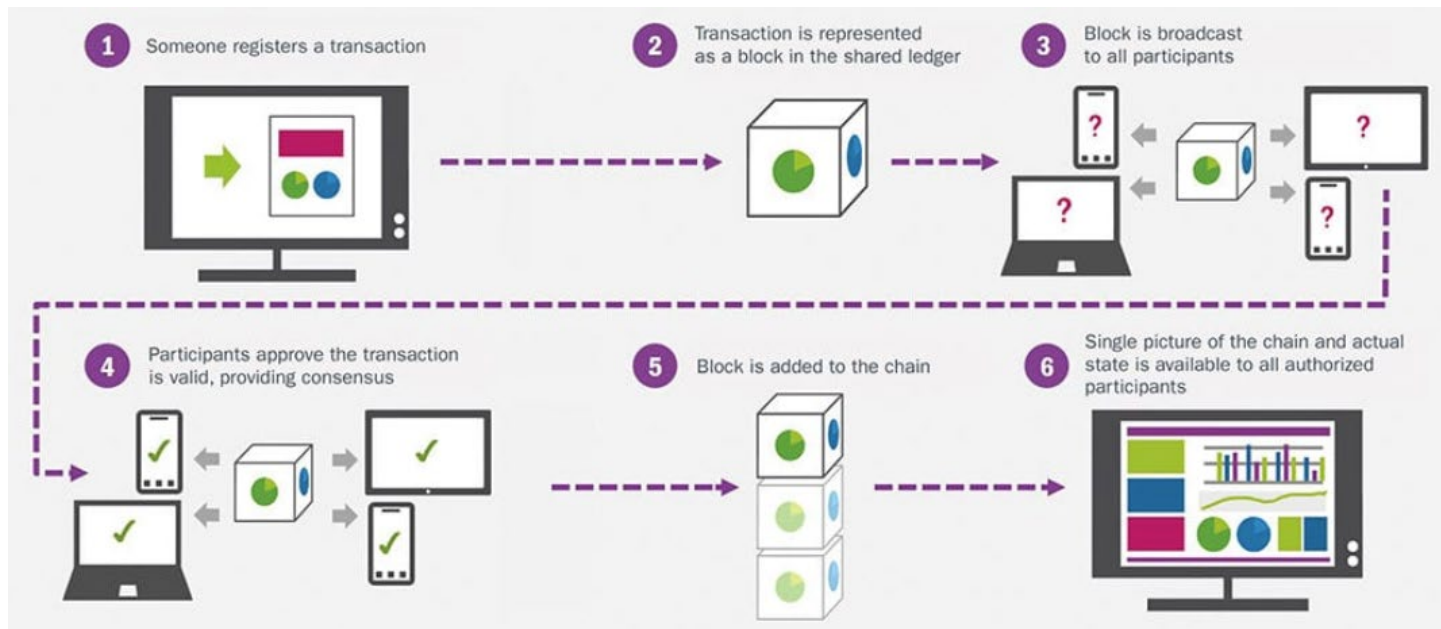 1
Someone registers a transaction
2
Transaction is represented
as a block in the shared ledger
3
Block is broadcast
to all participants
?
?
?
?
4
Participants approve the transaction
is valid, providing consensus
5
Block is added to the chain
6
Single picture of the chain and actual
state is available to all authorized
participants